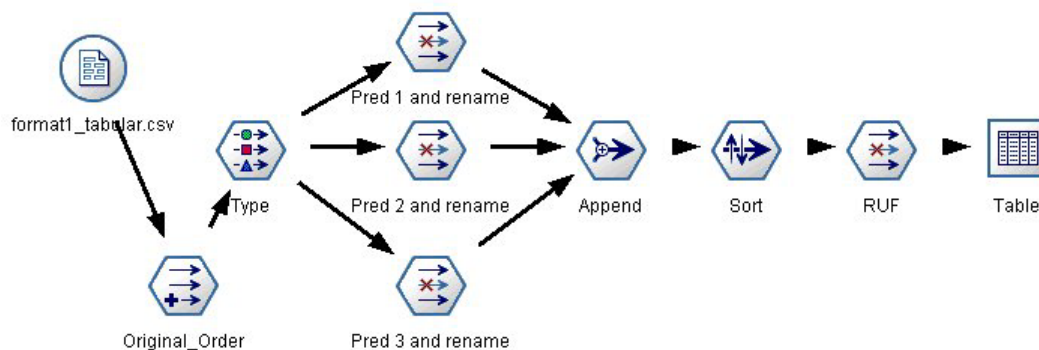 format1_tabular.csv
Original_Order
Type
Pred 1 and rename
Pred 2 and rename
Pred 3 and rename
Append
Sort
RUF
Table